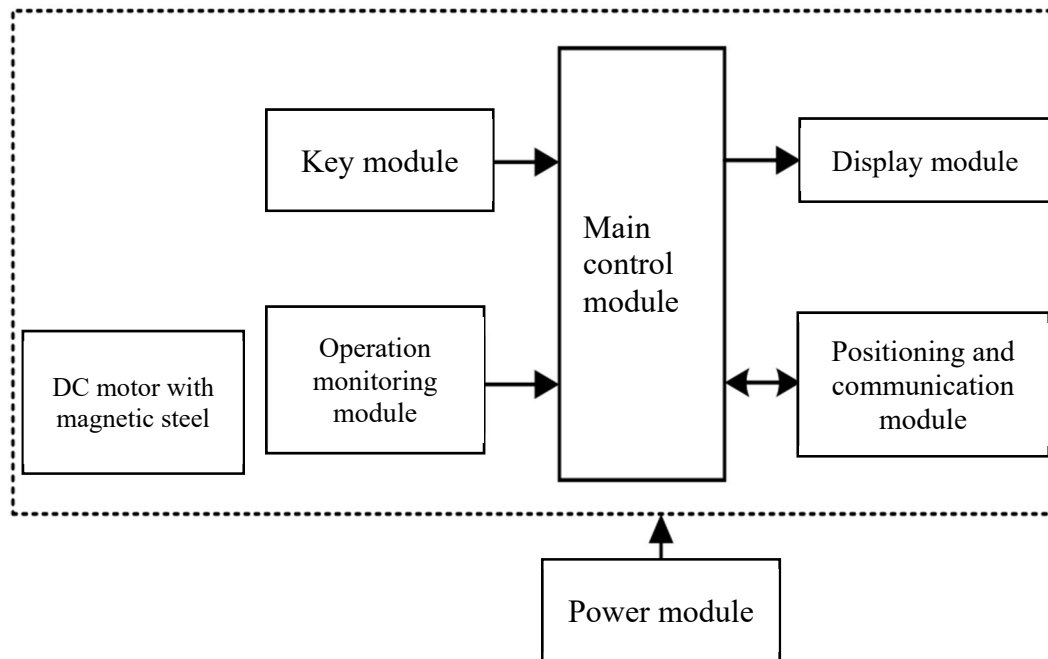 Key module
Main
control
module
Display module
DC motor with
magnetic steel
Operation
monitoring
module
Positioning and
communication
module
Power module